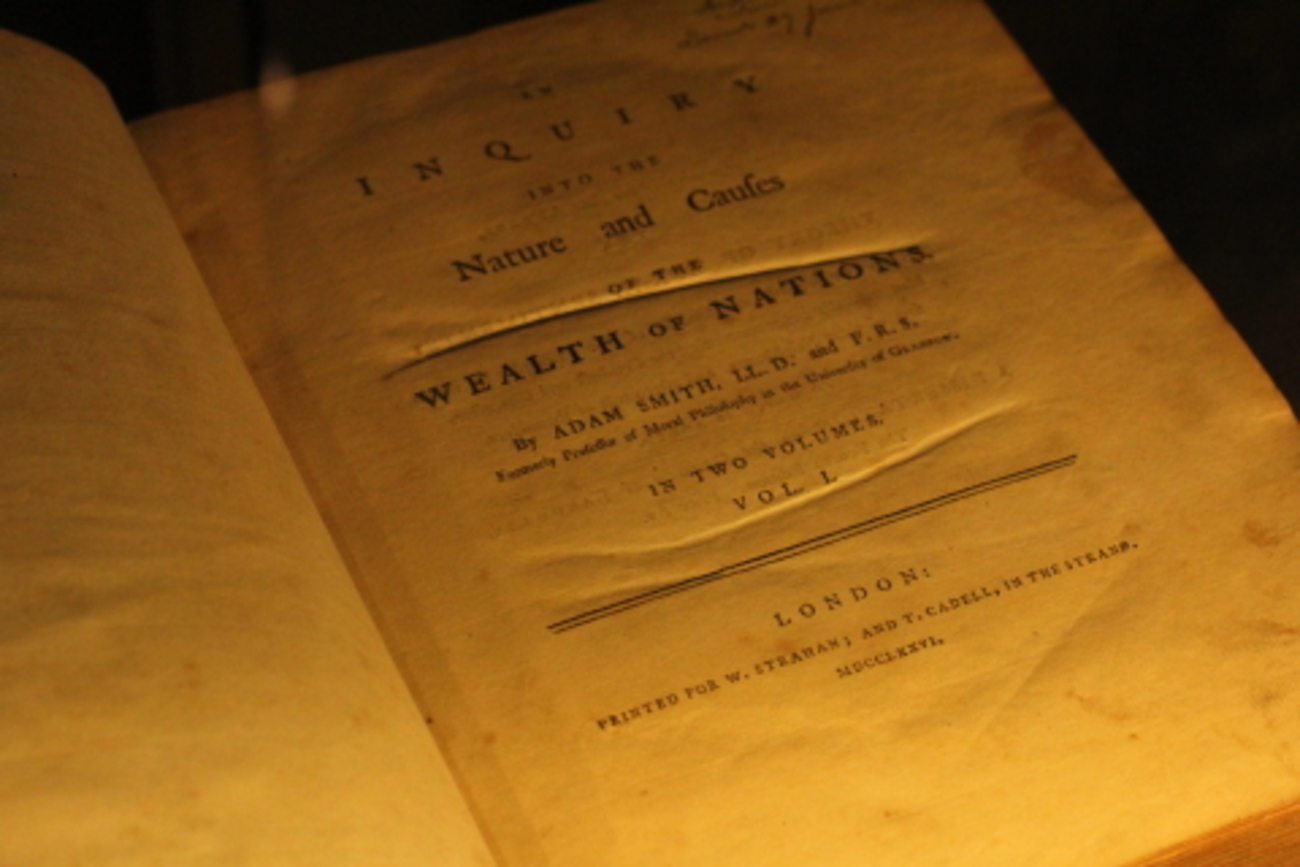 AN
INQUIRY
INTO THE
Nature and Cauſes
OF THE
WEALTH OF NATIONS.
By ADAM SMITH, LL.D. and F.R.S.
Formerly Profeſſor of Moral Philoſophy in the Univerſity of GLASGOW.
IN TWO VOLUMES.
VOL. I.
LONDON:
PRINTED FOR W. STRAHAN; AND T. CADELL, IN THE STRAND.
MDCCLXXVI.